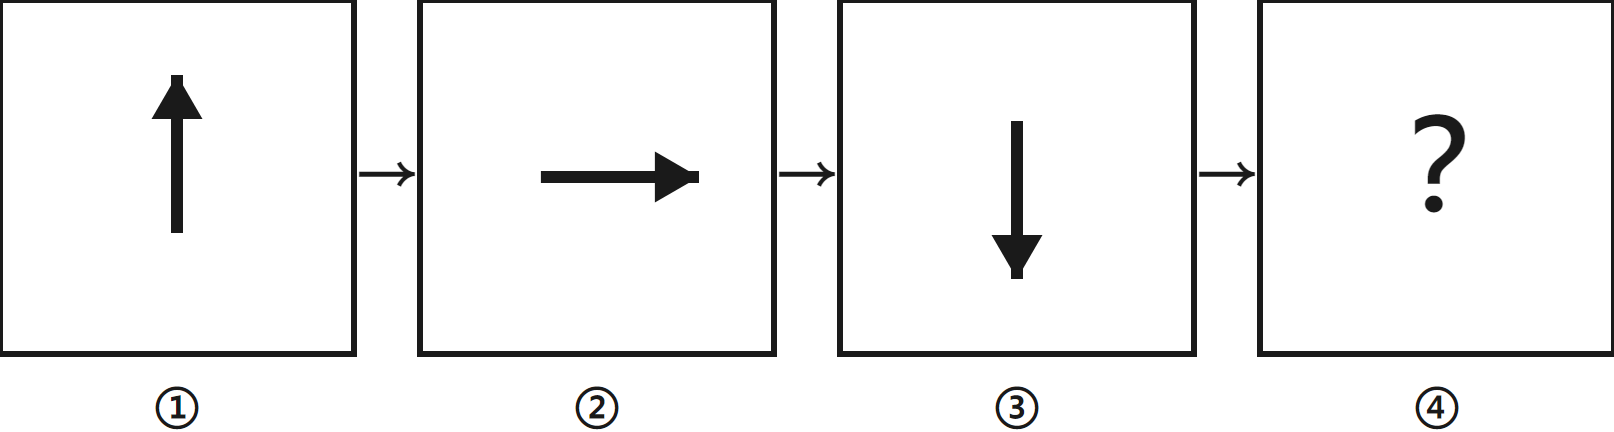 ?
① ② ③ ④